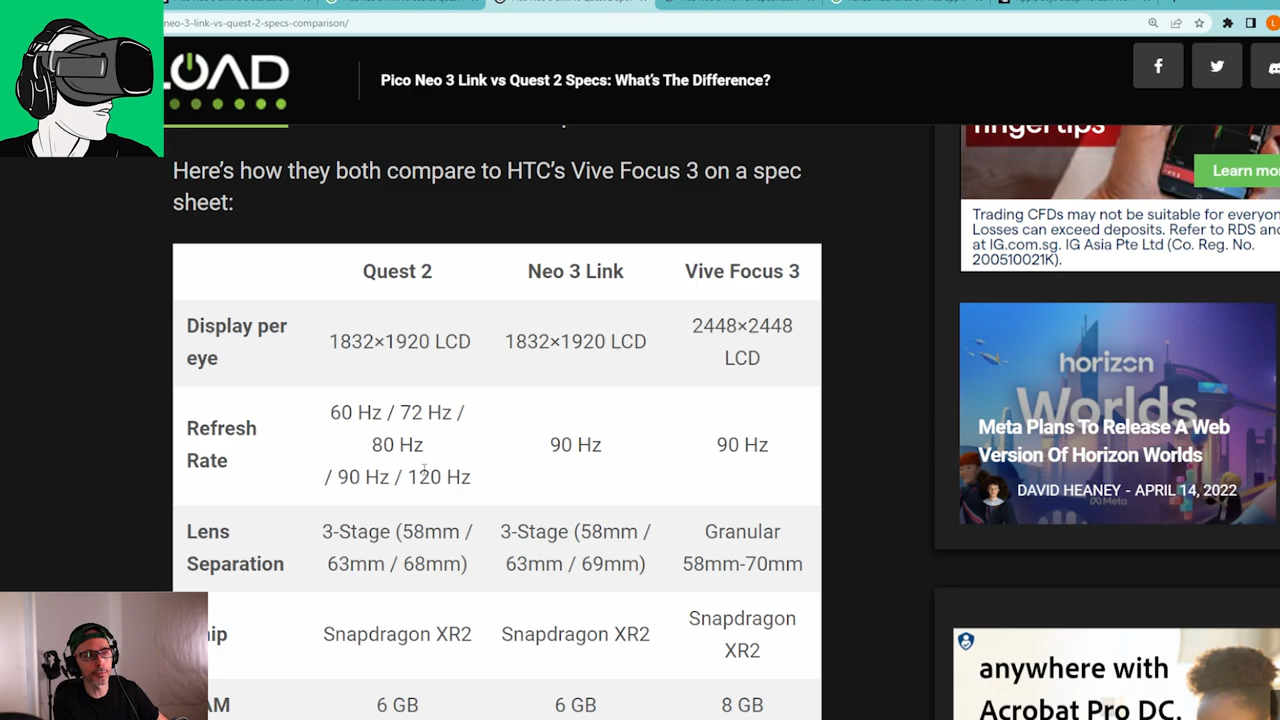 neo-3-link-vs-quest-2-specs-comparison/
LOAD
Pico Neo 3 Link vs Quest 2 Specs: What's The Difference?
Here's how they both compare to HTC's Vive Focus 3 on a spec
sheet:
Quest 2 Neo 3 Link Vive Focus 3
Display per
eye
1832×1920 LCD
1832×1920 LCD
2448×2448
LCD
Refresh
Rate
60 Hz / 72 Hz /
80 Hz
/ 90 Hz / 120 Hz
90 Hz
90 Hz
Lens
Separation
3-Stage (58mm /
63mm / 68mm)
3-Stage (58mm /
63mm / 69mm)
Granular
58mm-70mm
ip
Snapdragon XR2
Snapdragon XR2
Snapdragon
XR2
AM
6 GB
6 GB
8 GB
fingertips
Learn mo
Trading CFDs may not be suitable for everyon
Losses can exceed deposits. Refer to RDS an
at IG.com.sg. IG Asia Pte Ltd (Co. Reg. No.
200510021K).
horizon
Worlds
Meta Plans To Release A Web
Version Of Horizon Worlds
DAVID HEANEY - APRIL 14, 2022
Meta
anywhere with
Acrobat Pro DC.